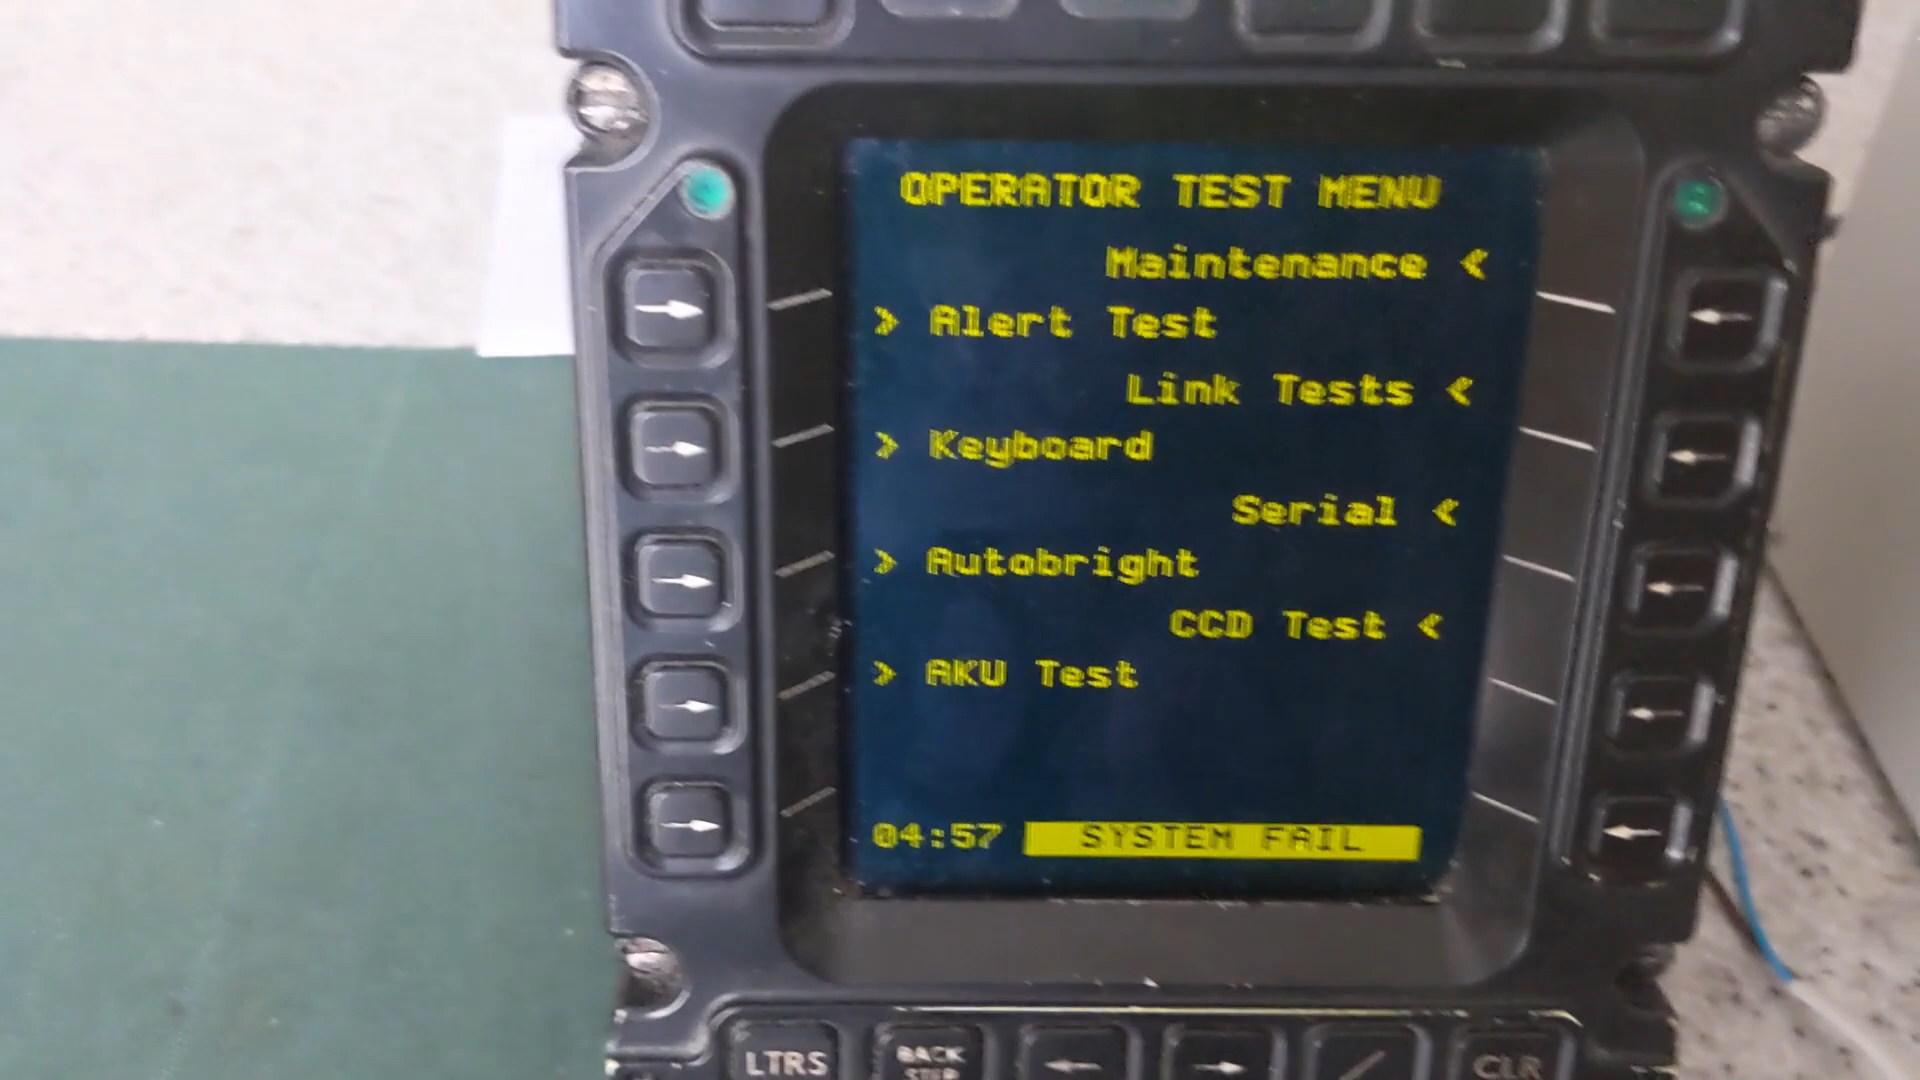 OPERATOR TEST MENU
Maintenance <
> Alert Test
Link Tests <
> Keyboard
Serial <
> Autobright
CCD Test <
> AKU Test
04:57 SYSTEM FAIL
LTRS
BACK
STEP
CLR